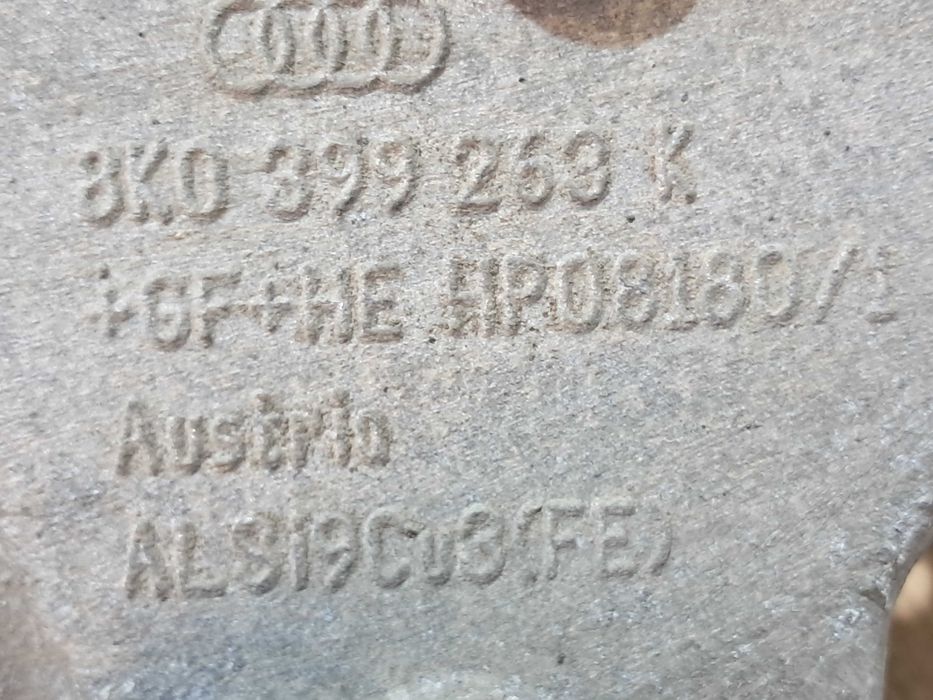 8K0 399 263 K
+GF+HE HP08180/1
Austria
ALSi9Cu3(FE)